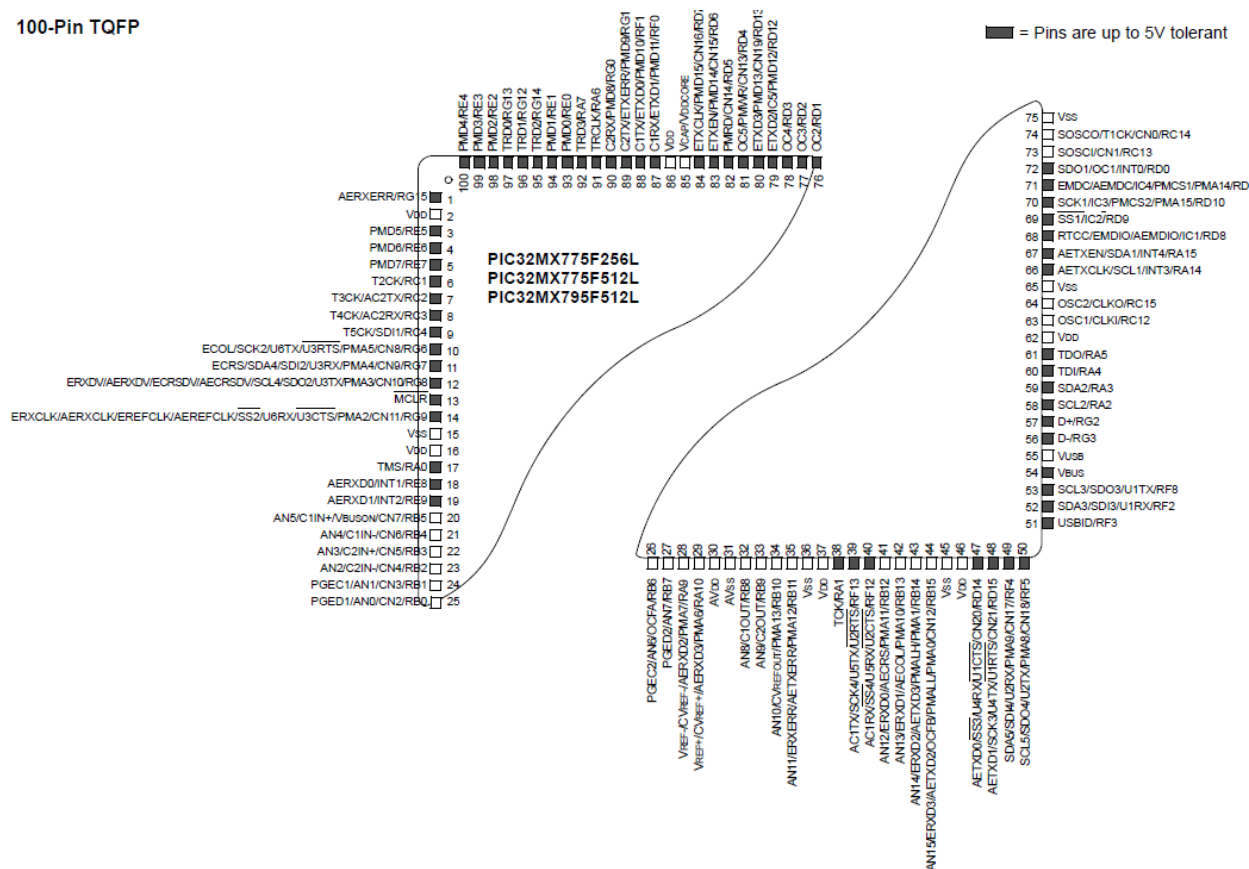 100-Pin TQFP
= Pins are up to 5V tolerant
100 PMD4/RE4
99 PMD3/RE3
98 PMD2/RE2
97 TRD0/RG13
96 TRD1/RG12
95 TRD2/RG14
94 PMD1/RE1
93 PMD0/RE0
92 TRD3/RA7
91 TRCLK/RA6
90 C2RX/PMD8/RG0
89 C2TX/ETXERR/PMD9/RG1
88 C1TX/ETXD0/PMD10/RF1
87 C1RX/ETXD1/PMD11/RF0
86 VDD
85 VCAP/VDDCORE
84 ETXCLK/PMD15/CN16/RD7
83 ETXEN/PMD14/CN15/RD6
82 PMRD/CN14/RD5
81 OC5/PMWR/CN13/RD4
80 ETXD3/PMD13/CN19/RD13
79 ETXD2/IC5/PMD12/RD12
78 OC4/RD3
77 OC3/RD2
76 OC2/RD1
AERXERR/RG15 1
VDD 2
PMD5/RE5 3
PMD6/RE6 4
PMD7/RE7 5
T2CK/RC1 6
T3CK/AC2TX/RC2 7
T4CK/AC2RX/RC3 8
T5CK/SDI1/RC4 9
ECOL/SCK2/U6TX/U3RTS/PMA5/CN8/RG6 10
ECRS/SDA4/SDI2/U3RX/PMA4/CN9/RG7 11
ERXDV/AERXDV/ECRSDV/AECRSDV/SCL4/SDO2/U3TX/PMA3/CN10/RG8 12
MCLR 13
ERXCLK/AERXCLK/EREFCLK/AEREFCLK/SS2/U6RX/U3CTS/PMA2/CN11/RG9 14
VSS 15
VDD 16
TMS/RA0 17
AERXD0/INT1/RE8 18
AERXD1/INT2/RE9 19
AN5/C1IN+/VBUSON/CN7/RB5 20
AN4/C1IN-/CN6/RB4 21
AN3/C2IN+/CN5/RB3 22
AN2/C2IN-/CN4/RB2 23
PGEC1/AN1/CN3/RB1 24
PGED1/AN0/CN2/RB0 25
PIC32MX775F256L
PIC32MX775F512L
PIC32MX795F512L
75 VSS
74 SOSCO/T1CK/CN0/RC14
73 SOSCI/CN1/RC13
72 SDO1/OC1/INT0/RD0
71 EMDC/AEMDC/IC4/PMCS1/PMA14/RD
70 SCK1/IC3/PMCS2/PMA15/RD10
69 SS1/IC2/RD9
68 RTCC/EMDIO/AEMDIO/IC1/RD8
67 AETXEN/SDA1/INT4/RA15
66 AETXCLK/SCL1/INT3/RA14
65 VSS
64 OSC2/CLKO/RC15
63 OSC1/CLKI/RC12
62 VDD
61 TDO/RA5
60 TDI/RA4
59 SDA2/RA3
58 SCL2/RA2
57 D+/RG2
56 D-/RG3
55 VUSB
54 VBUS
53 SCL3/SDO3/U1TX/RF8
52 SDA3/SDI3/U1RX/RF2
51 USBID/RF3
26 PGEC2/AN6/OCFA/RB6
27 PGED2/AN7/RB7
28 VREF-/CVREF-/AERXD2/PMA7/RA9
29 VREF+/CVREF+/AERXD3/PMA6/RA10
30 AVDD
31 AVSS
32 AN8/C1OUT/RB8
33 AN9/C2OUT/RB9
34 AN10/CVREFOUT/PMA13/RB10
35 AN11/ERXERR/AETXERR/PMA12/RB11
36 VSS
37 VDD
38 TCK/RA1
39 AC1TX/SCK4/U5TX/U2RTS/RF13
40 AC1RX/SS4/U5RX/U2CTS/RF12
41 AN12/ERXD0/AECRS/PMA11/RB12
42 AN13/ERXD1/AECOL/PMA10/RB13
43 AN14/ERXD2/AETXD3/PMALH/PMA1/RB14
44 AN15/ERXD3/AETXD2/OCFB/PMALL/PMA0/CN12/RB15
45 VSS
46 VDD
47 AETXD0/SS3/U4RX/U1CTS/CN20/RD14
48 AETXD1/SCK3/U4TX/U1RTS/CN21/RD15
49 SDA5/SDI4/U2RX/PMA9/CN17/RF4
50 SCL5/SDO4/U2TX/PMA8/CN18/RF5